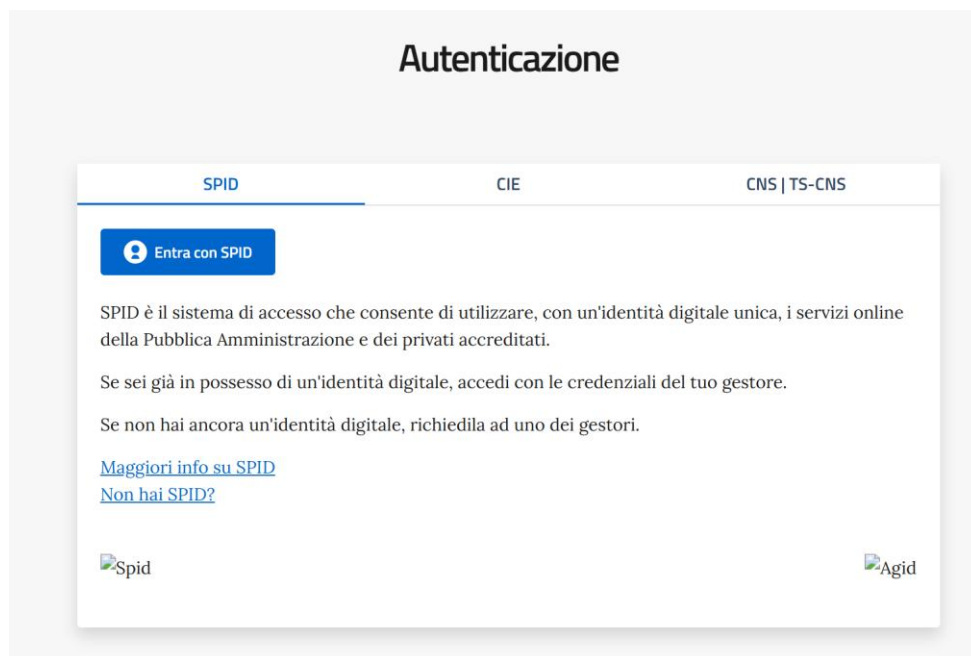 Autenticazione
SPID
CIE
CNS | TS-CNS
Entra con SPID
SPID è il sistema di accesso che consente di utilizzare, con un'identità digitale unica, i servizi online
della Pubblica Amministrazione e dei privati accreditati.
Se sei già in possesso di un'identità digitale, accedi con le credenziali del tuo gestore.
Se non hai ancora un'identità digitale, richiedila ad uno dei gestori.
Maggiori info su SPID
Non hai SPID?
Spid
Agid